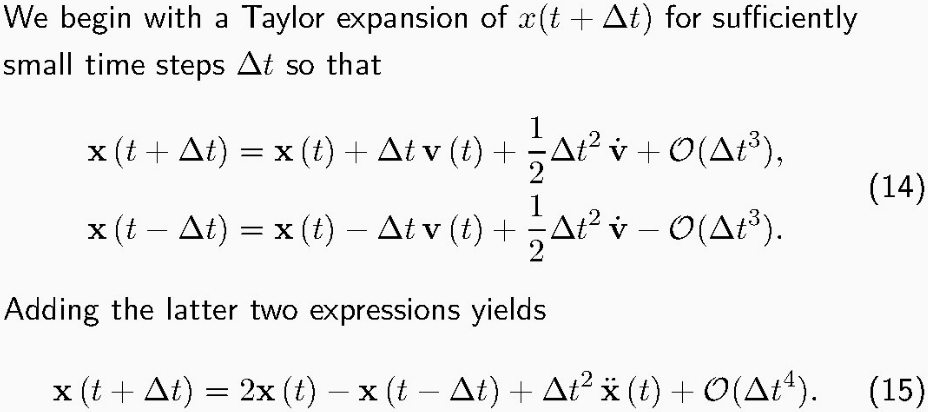 We begin with a Taylor expansion of x(t + Δt) for sufficiently
small time steps Δt so that
x (t + Δt) = x (t) + Δt v (t) + 1/2 Δt² v̇ + 𝒪(Δt³),
(14)
x (t − Δt) = x (t) − Δt v (t) + 1/2 Δt² v̇ − 𝒪(Δt³).
Adding the latter two expressions yields
x (t + Δt) = 2x (t) − x (t − Δt) + Δt² ẍ (t) + 𝒪(Δt⁴). (15)